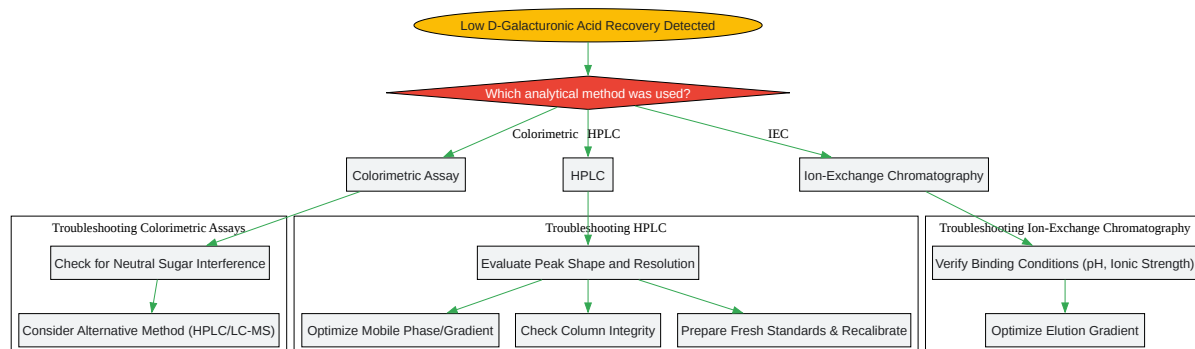 Low D-Galacturonic Acid Recovery Detected
Which analytical method was used?
Colorimetric
HPLC
IEC
Colorimetric Assay
HPLC
Ion-Exchange Chromatography
Troubleshooting Colorimetric Assays
Troubleshooting HPLC
Troubleshooting Ion-Exchange Chromatography
Check for Neutral Sugar Interference
Evaluate Peak Shape and Resolution
Verify Binding Conditions (pH, Ionic Strength)
Consider Alternative Method (HPLC/LC-MS)
Optimize Mobile Phase/Gradient
Check Column Integrity
Prepare Fresh Standards & Recalibrate
Optimize Elution Gradient